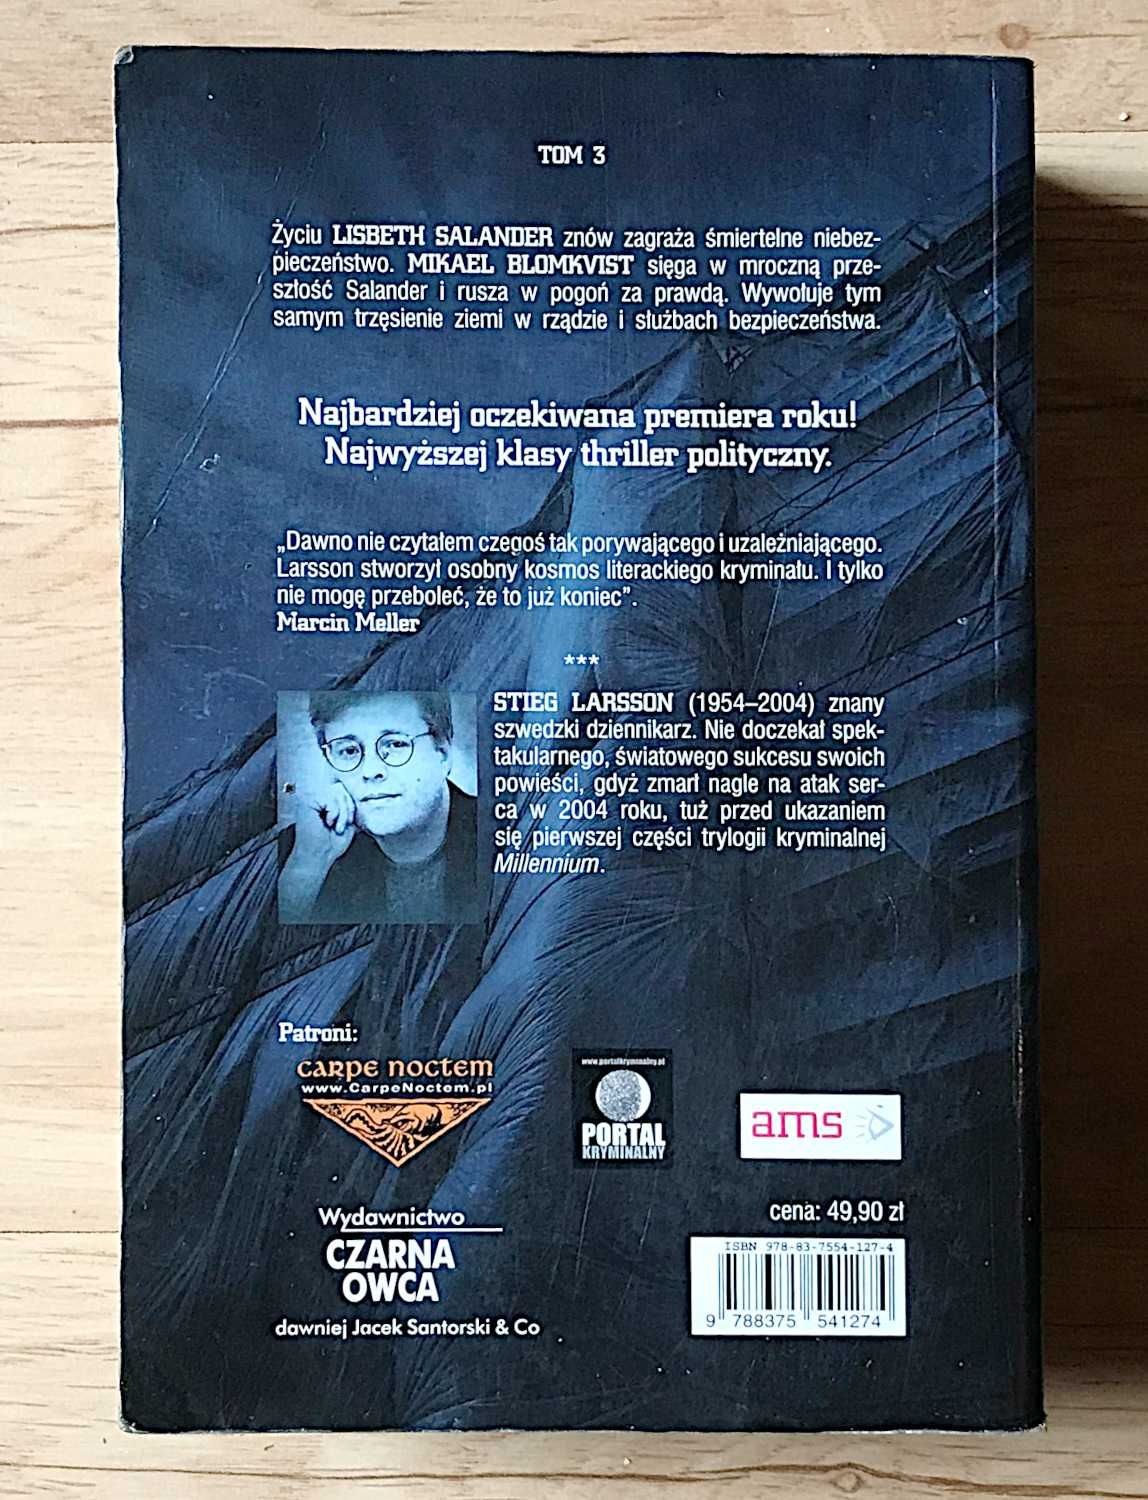 TOM 3
Życiu LISBETH SALANDER znów zagraża śmiertelne niebez-
pieczeństwo. MIKAEL BLOMKVIST sięga w mroczną prze-
szłość Salander i rusza w pogoń za prawdą. Wywołuje tym
samym trzęsienie ziemi w rządzie i służbach bezpieczeństwa.
Najbardziej oczekiwana premiera roku!
Najwyższej klasy thriller polityczny.
„Dawno nie czytałem czegoś tak porywającego i uzależniającego.
Larsson stworzył osobny kosmos literackiego kryminału. I tylko
nie mogę przeboleć, że to już koniec”.
Marcin Meller
***
STIEG LARSSON (1954–2004) znany
szwedzki dziennikarz. Nie doczekał spek-
takularnego, światowego sukcesu swoich
powieści, gdyż zmarł nagle na atak ser-
ca w 2004 roku, tuż przed ukazaniem
się pierwszej części trylogii kryminalnej
Millennium.
Patroni:
CARPE NOCTEM
www.CarpeNoctem.pl
www.portalkryminalny.pl
PORTAL
KRYMINALNY
ams
Wydawnictwo
CZARNA
OWCA
dawniej Jacek Santorski & Co
cena: 49,90 zł
ISBN 978-83-7554-127-4
9 788375 541274